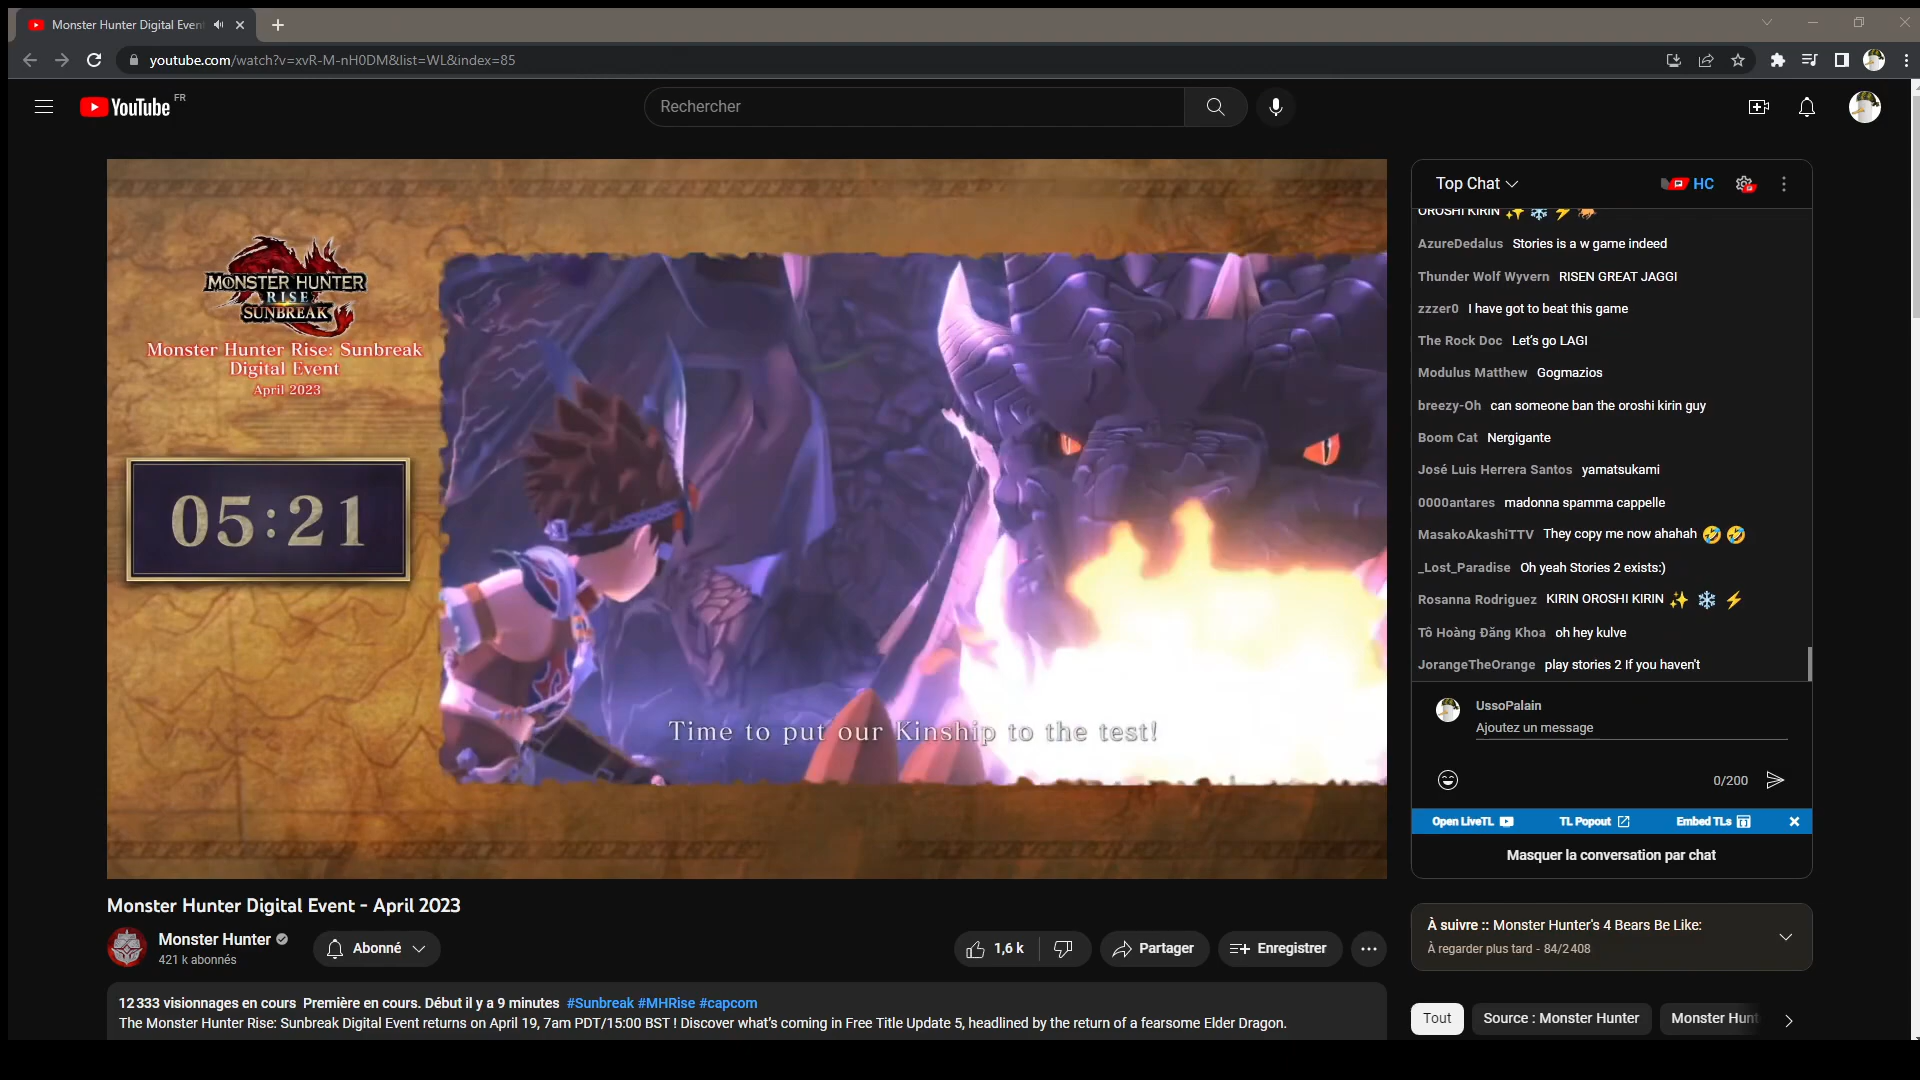 Monster Hunter Digital Even
youtube.com/watch?v=xvR-M-nH0DM&list=WL&index=85
YouTube FR
Rechercher
MONSTER HUNTER
RISE
SUNBREAK
Monster Hunter Rise: Sunbreak
Digital Event
April 2023
05:21
Time to put our Kinship to the test!
Top Chat
HC
OROSHI KIRIN ✨ ❄️ ⚡
AzureDedalus Stories is a w game indeed
Thunder Wolf Wyvern RISEN GREAT JAGGI
zzzer0 I have got to beat this game
The Rock Doc Let's go LAGI
Modulus Matthew Gogmazios
breezy-Oh can someone ban the oroshi kirin guy
Boom Cat Nergigante
José Luis Herrera Santos yamatsukami
0000antares madonna spamma cappelle
MasakoAkashiTTV They copy me now ahahah 🤣 🤣
_Lost_Paradise Oh yeah Stories 2 exists:)
Rosanna Rodriguez KIRIN OROSHI KIRIN ✨ ❄️ ⚡
Tô Hoàng Đăng Khoa oh hey kulve
JorangeTheOrange play stories 2 If you haven't
UssoPalain
Ajoutez un message
0/200
Open LiveTL TL Popout Embed TLs
Masquer la conversation par chat
Monster Hunter Digital Event - April 2023
Monster Hunter
421 k abonnés
Abonné
1,6 k
Partager
Enregistrer
12 333 visionnages en cours Première en cours. Début il y a 9 minutes #Sunbreak #MHRise #capcom
The Monster Hunter Rise: Sunbreak Digital Event returns on April 19, 7am PDT/15:00 BST ! Discover what's coming in Free Title Update 5, headlined by the return of a fearsome Elder Dragon.
À suivre :: Monster Hunter's 4 Bears Be Like:
À regarder plus tard - 84/2 408
Tout
Source : Monster Hunter
Monster Hunt